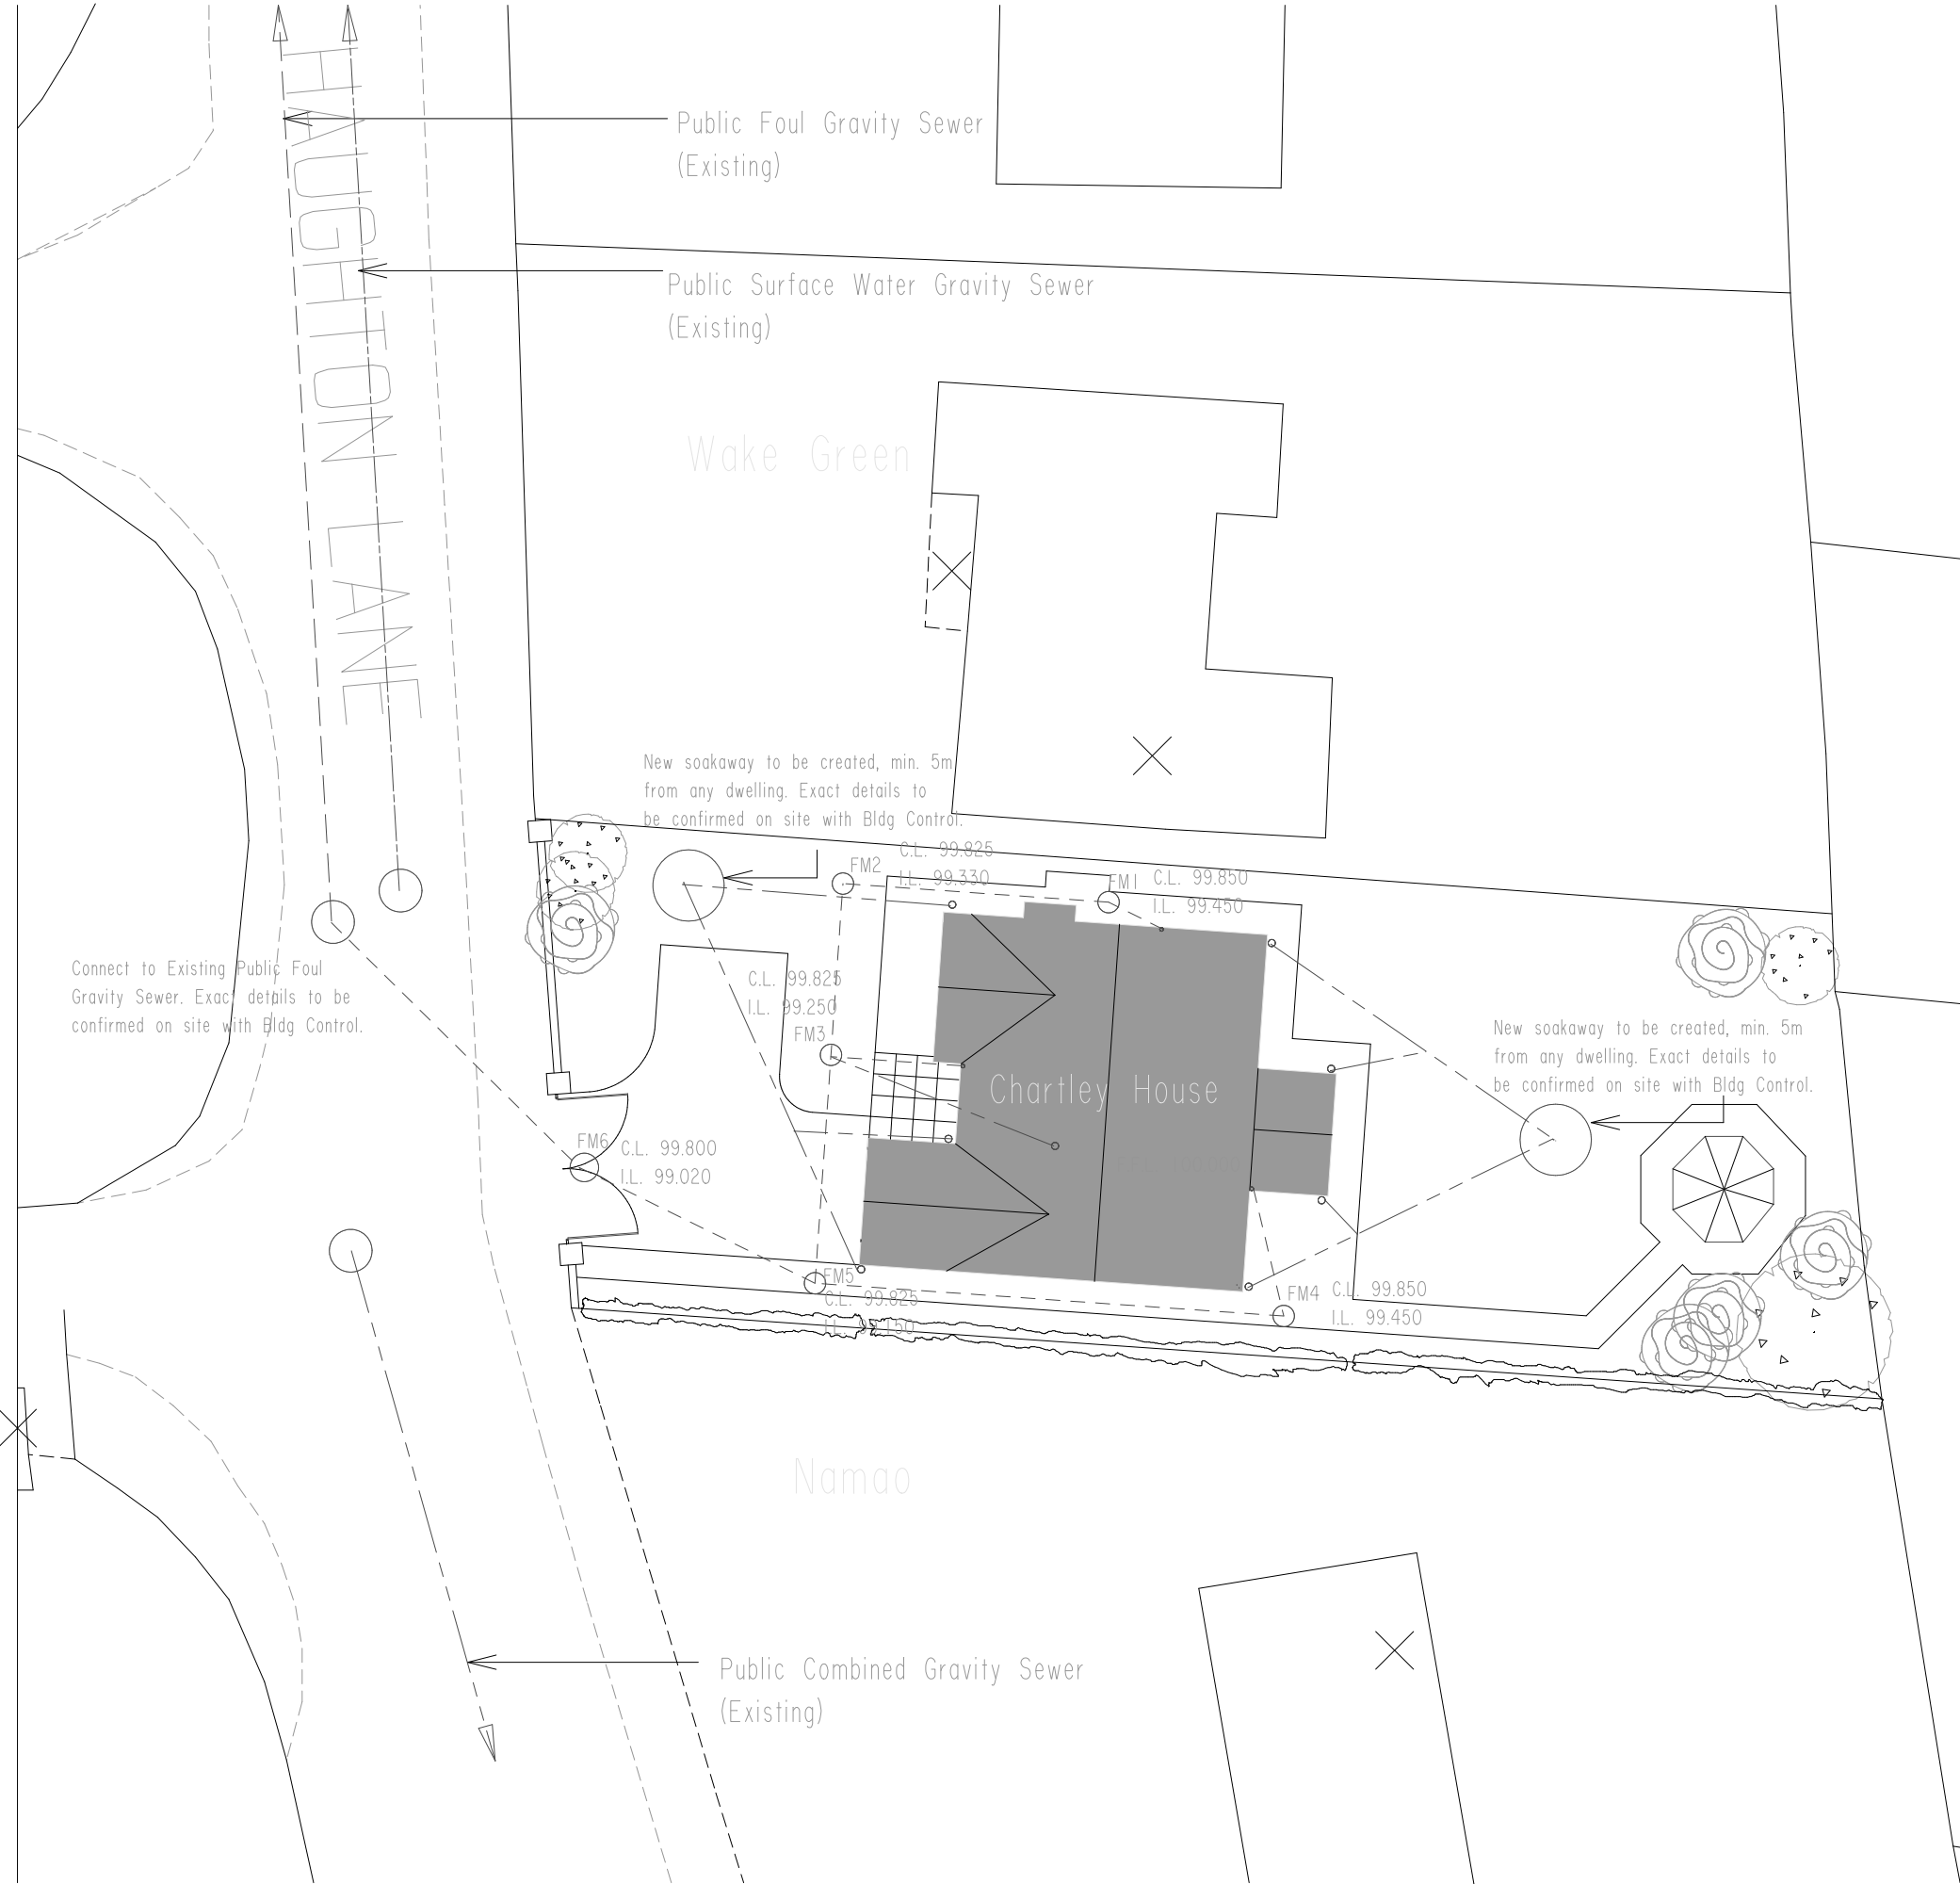 HAUGHTON LANE
Public Foul Gravity Sewer
(Existing)
Public Surface Water Gravity Sewer
(Existing)
Wake Green
New soakaway to be created, min. 5m
from any dwelling. Exact details to
be confirmed on site with Bldg Control.
FM2
C.L. 99.825
I.L. 99.330
FM1
C.L. 99.850
I.L. 99.450
Connect to Existing Public Foul
Gravity Sewer. Exact details to be
confirmed on site with Bldg Control.
C.L. 99.825
I.L. 99.250
FM3
Chartley House
New soakaway to be created, min. 5m
from any dwelling. Exact details to
be confirmed on site with Bldg Control.
FM6
C.L. 99.800
I.L. 99.020
FM5
C.L. 99.825
I.L. 99.150
FM4
C.L. 99.850
I.L. 99.450
Namao
Public Combined Gravity Sewer
(Existing)